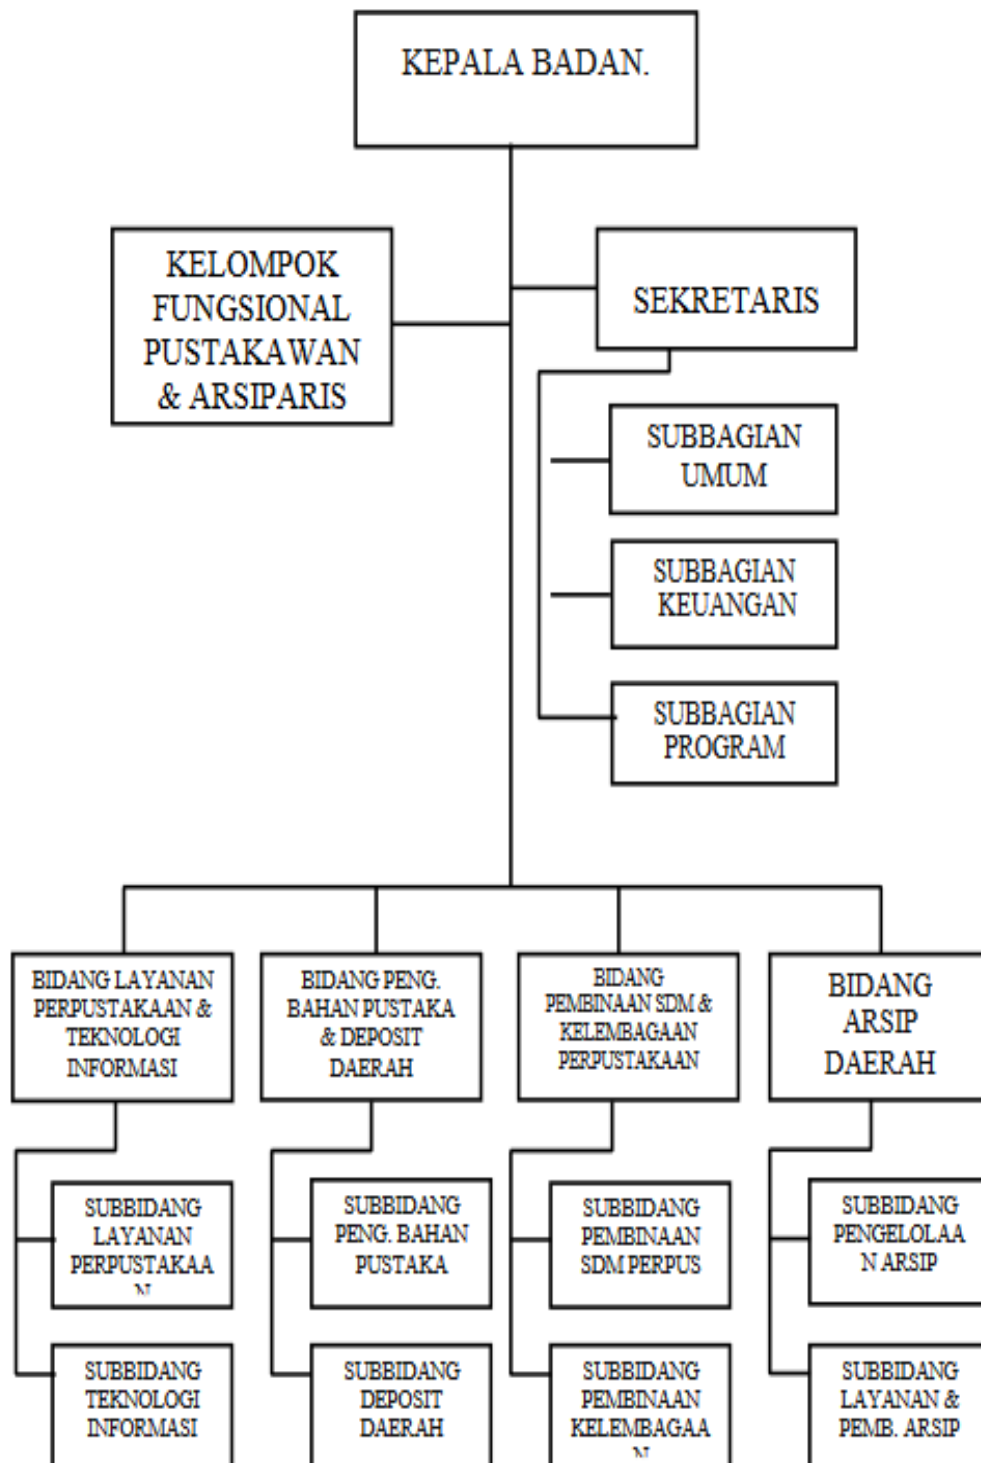 KEPALA BADAN.
KELOMPOK
FUNGSIONAL
PUSTAKAWAN
& ARSIPARIS
SEKRETARIS
SUBBAGIAN
UMUM
SUBBAGIAN
KEUANGAN
SUBBAGIAN
PROGRAM
BIDANG LAYANAN
PERPUSTAKAAN &
TEKNOLOGI
INFORMASI
BIDANG PENG.
BAHAN PUSTAKA
& DEPOSIT
DAERAH
BIDANG
PEMBINAAN SDM &
KELEMBAGAAN
PERPUSTAKAAN
BIDANG
ARSIP
DAERAH
SUBBIDANG
LAYANAN
PERPUSTAKAA
N
SUBBIDANG
PENG. BAHAN
PUSTAKA
SUBBIDANG
PEMBINAAN
SDM PERPUS
SUBBIDANG
PENGELOLAA
N ARSIP
SUBBIDANG
TEKNOLOGI
INFORMASI
SUBBIDANG
DEPOSIT
DAERAH
SUBBIDANG
PEMBINAAN
KELEMBAGAA
N
SUBBIDANG
LAYANAN &
PEMB. ARSIP